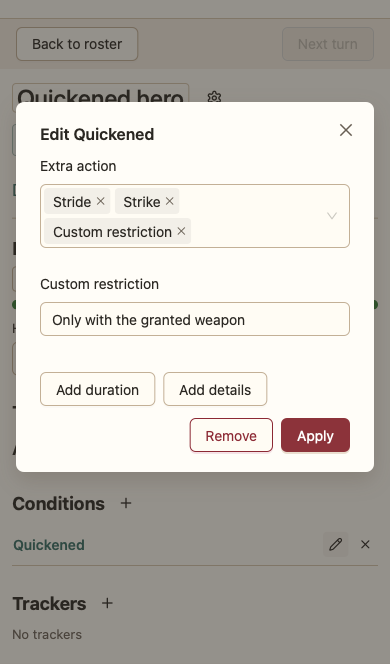 Back to roster
Next turn
Quickened hero
Edit Quickened
Extra action
Stride
Strike
Custom restriction
Custom restriction
Only with the granted weapon
Add duration
Add details
Remove
Apply
Conditions
Quickened
Trackers
No trackers